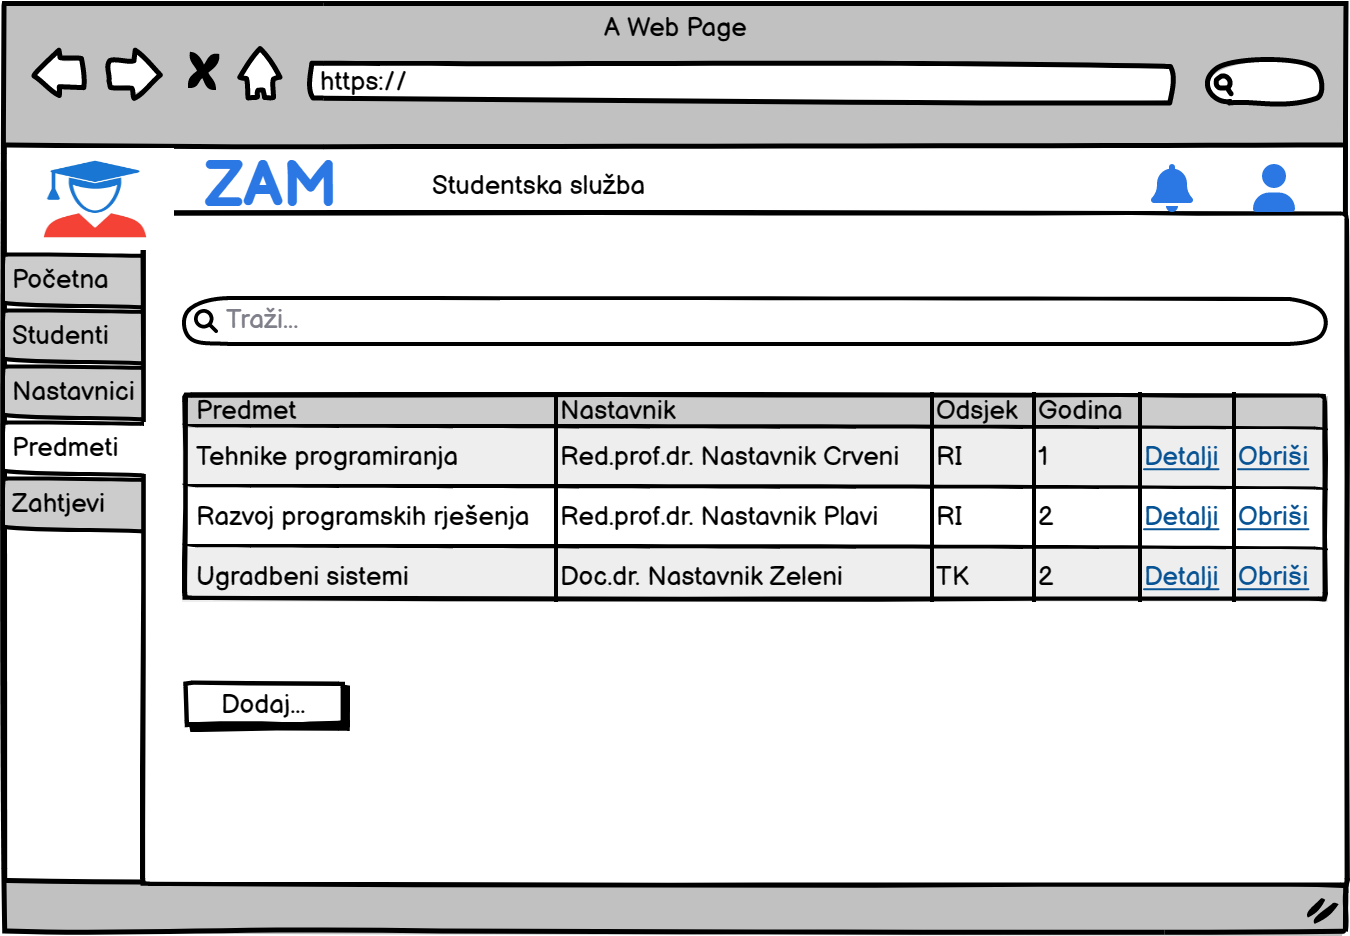 A Web Page
https://
ZAM
Studentska služba
Početna
Studenti
Nastavnici
Predmeti
Zahtjevi
Traži...
Predmet Nastavnik Odsjek Godina
Tehnike programiranja Red.prof.dr. Nastavnik Crveni RI 1 Detalji Obriši
Razvoj programskih rješenja Red.prof.dr. Nastavnik Plavi RI 2 Detalji Obriši
Ugradbeni sistemi Doc.dr. Nastavnik Zeleni TK 2 Detalji Obriši
Dodaj...